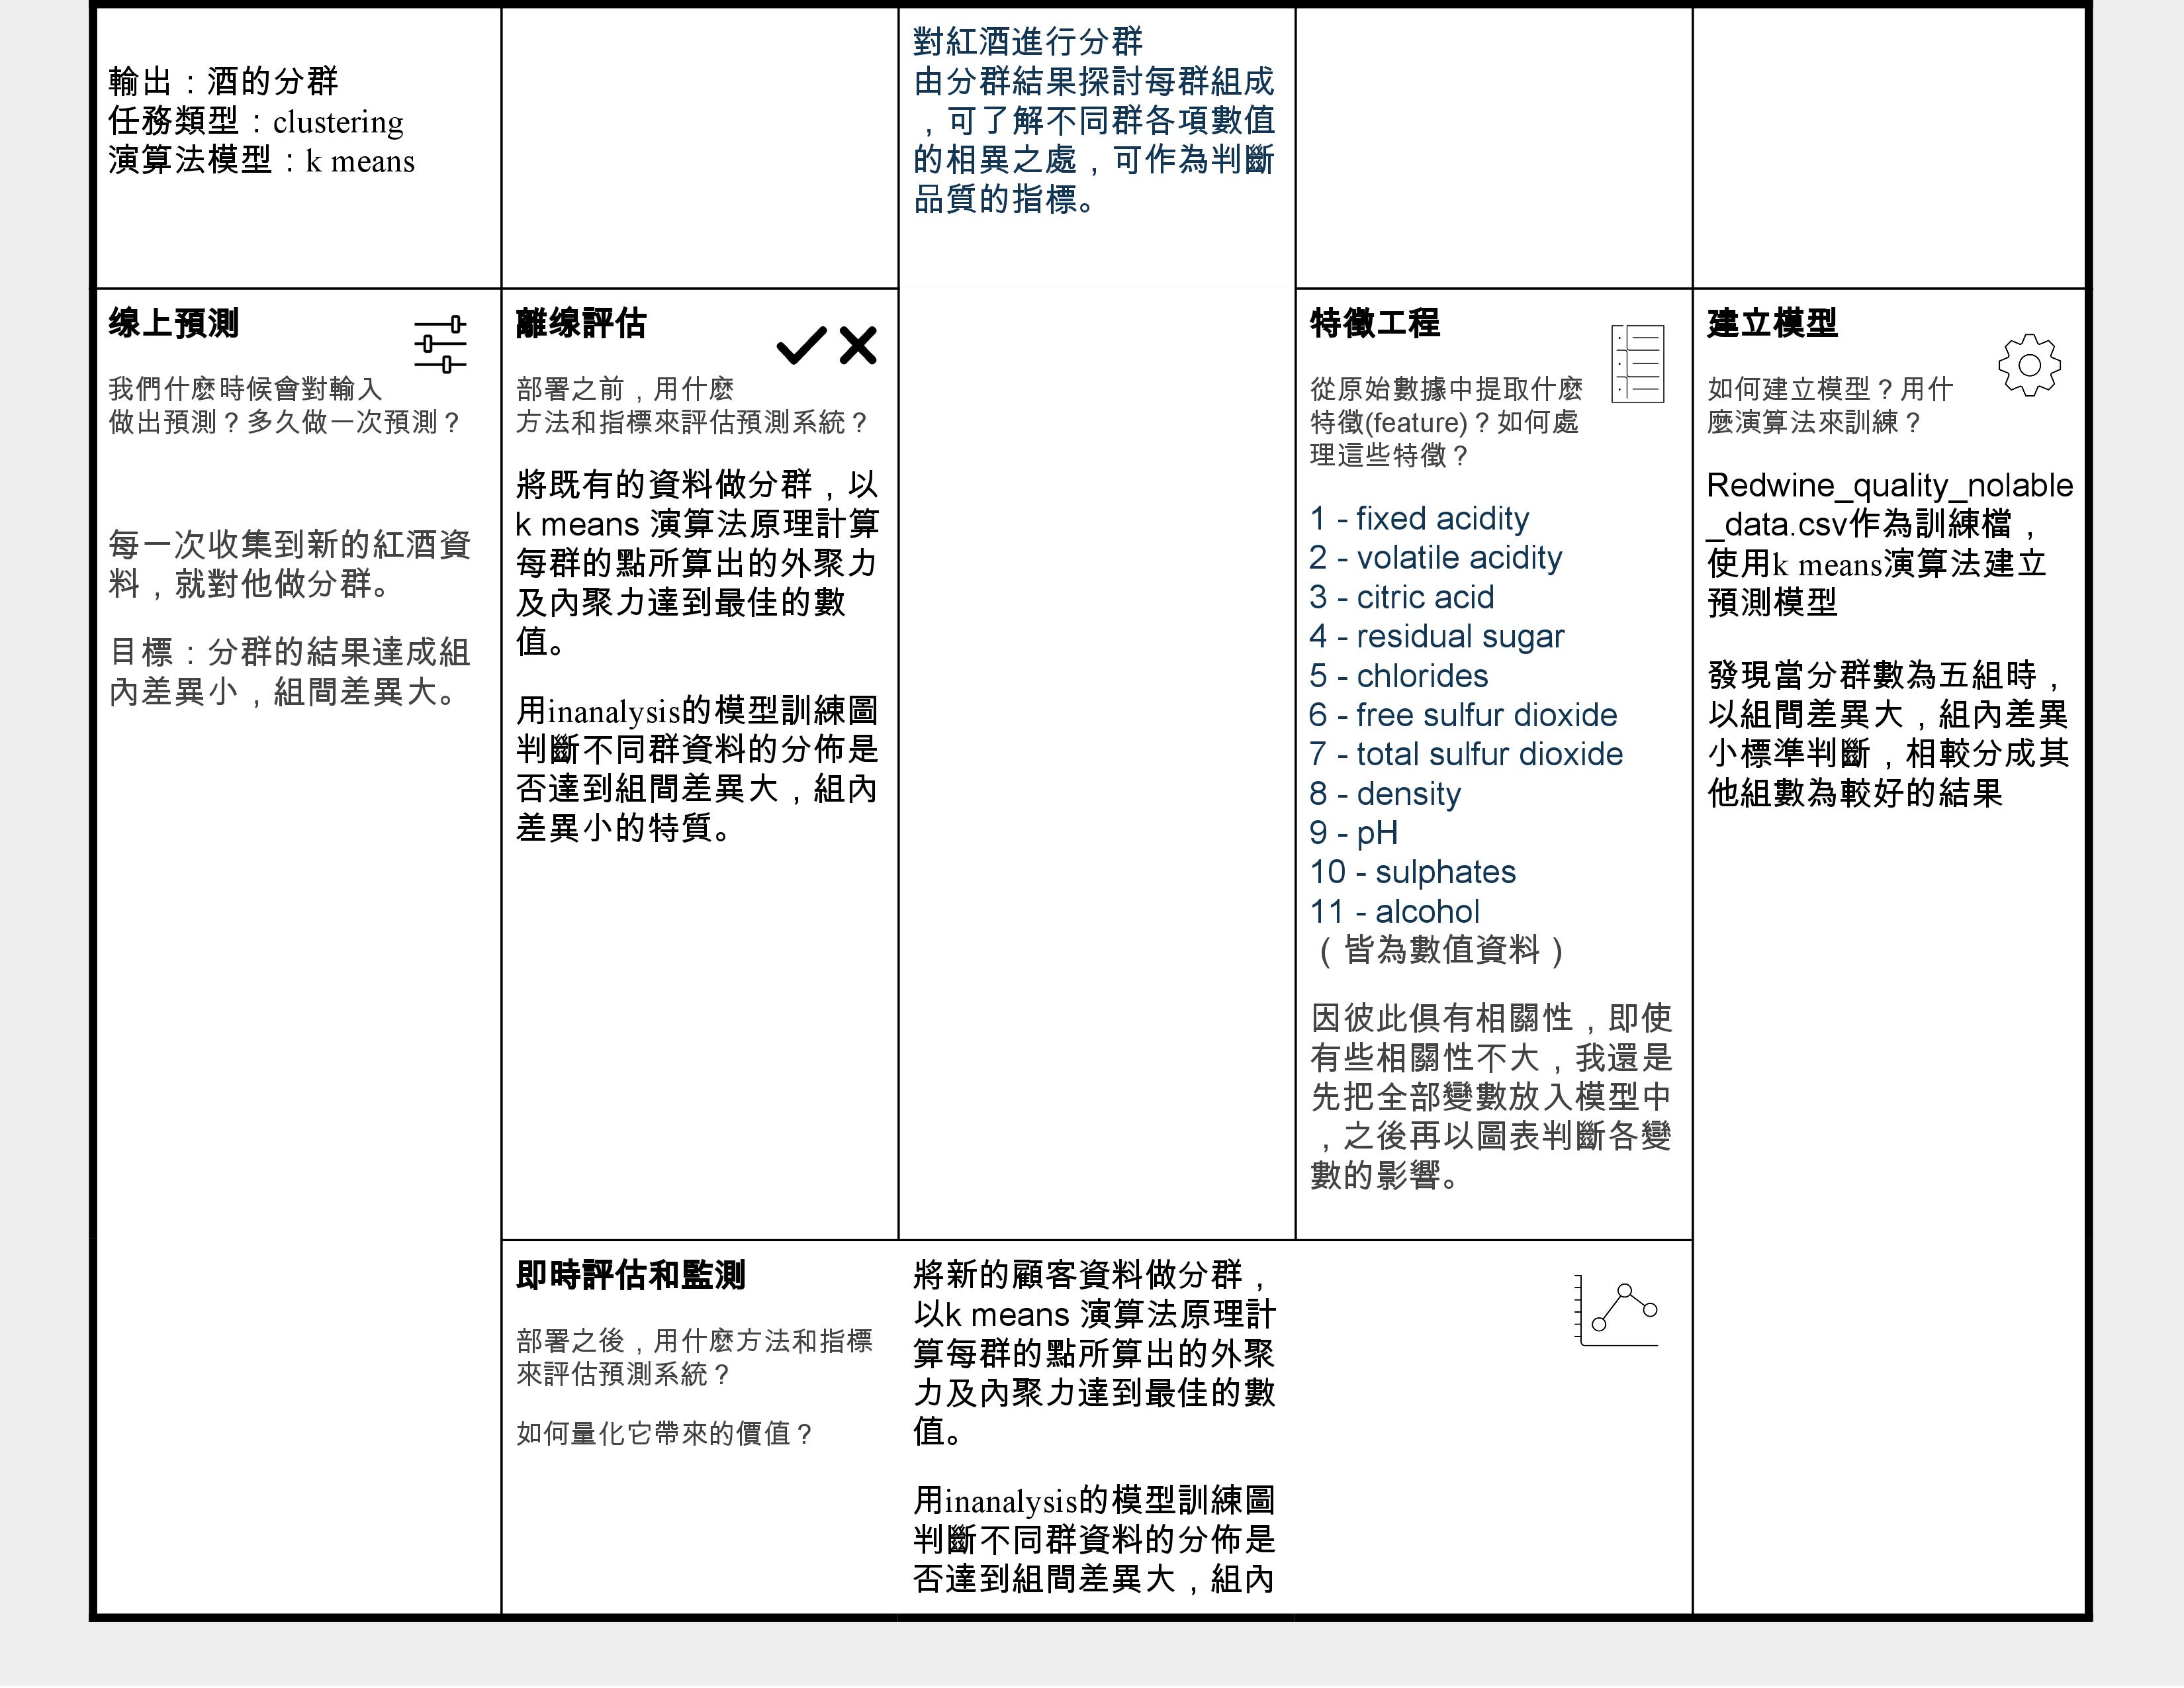 輸出：酒的分群
任務類型：clustering
演算法模型：k means
對紅酒進行分群
由分群結果探討每群組成
，可了解不同群各項數值
的相異之處，可作為判斷
品質的指標。
线上預測
我們什麼時候會對輸入
做出預測？多久做一次預測？
每一次收集到新的紅酒資
料，就對他做分群。
目標：分群的結果達成組
內差異小，組間差異大。
離线評估
部署之前，用什麼
方法和指標來評估預測系統？
將既有的資料做分群，以
k means 演算法原理計算
每群的點所算出的外聚力
及內聚力達到最佳的數
值。
用inanalysis的模型訓練圖
判斷不同群資料的分佈是
否達到組間差異大，組內
差異小的特質。
特徵工程
從原始數據中提取什麼
特徵(feature)？如何處
理這些特徵？
1 - fixed acidity
2 - volatile acidity
3 - citric acid
4 - residual sugar
5 - chlorides
6 - free sulfur dioxide
7 - total sulfur dioxide
8 - density
9 - pH
10 - sulphates
11 - alcohol
（皆為數值資料）
因彼此俱有相關性，即使
有些相關性不大，我還是
先把全部變數放入模型中
，之後再以圖表判斷各變
數的影響。
建立模型
如何建立模型？用什
麼演算法來訓練？
Redwine_quality_nolable
_data.csv作為訓練檔，
使用k means演算法建立
預測模型
發現當分群數為五組時，
以組間差異大，組內差異
小標準判斷，相較分成其
他組數為較好的結果
即時評估和監測
部署之後，用什麼方法和指標
來評估預測系統？
如何量化它帶來的價值？
將新的顧客資料做分群，
以k means 演算法原理計
算每群的點所算出的外聚
力及內聚力達到最佳的數
值。
用inanalysis的模型訓練圖
判斷不同群資料的分佈是
否達到組間差異大，組內